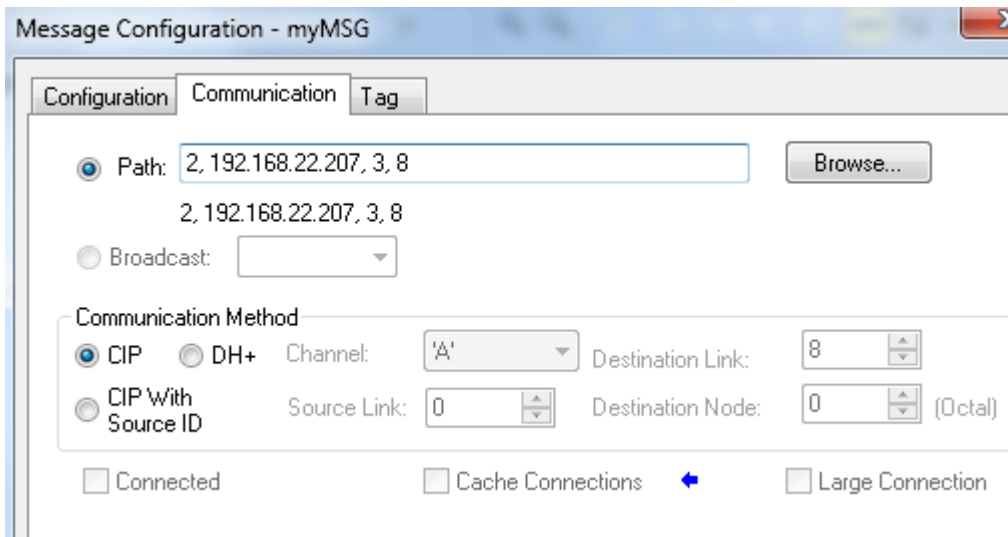 Message Configuration - myMSG
Configuration Communication Tag
Path: 2, 192.168.22.207, 3, 8 Browse...
2, 192.168.22.207, 3, 8
Broadcast:
Communication Method
CIP DH+ Channel: 'A' Destination Link: 8
CIP With
Source ID Source Link: 0 Destination Node: 0 (Octal)
Connected Cache Connections Large Connection